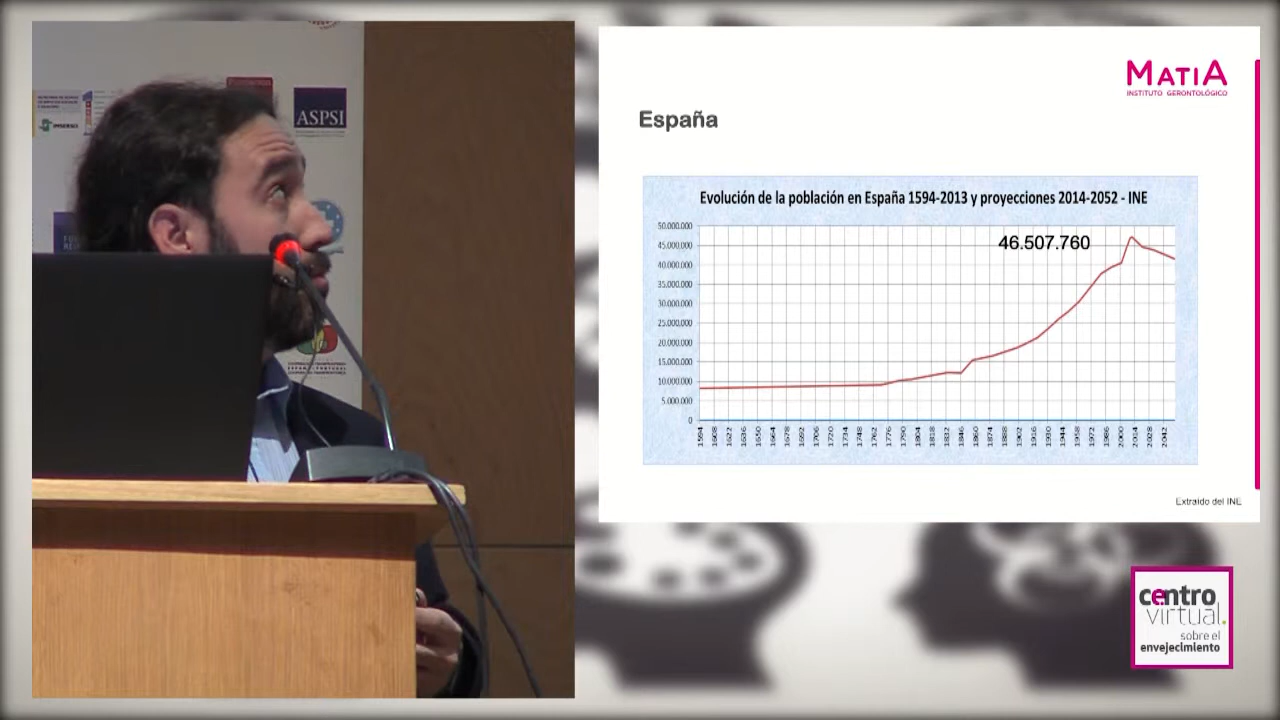 ASPSI
MATIA
INSTITUTO GERONTOLÓGICO
España
Evolución de la población en España 1594-2013 y proyecciones 2014-2052 - INE
46.507.760
50.000.000
45.000.000
40.000.000
35.000.000
30.000.000
25.000.000
20.000.000
15.000.000
10.000.000
5.000.000
0
1594 1608 1622 1636 1650 1664 1678 1692 1706 1720 1734 1748 1762 1776 1790 1804 1818 1832 1846 1860 1874 1888 1902 1916 1930 1944 1958 1972 1986 2000 2014 2028 2042
Extraído del INE
centro
virtual.
sobre el
envejecimiento